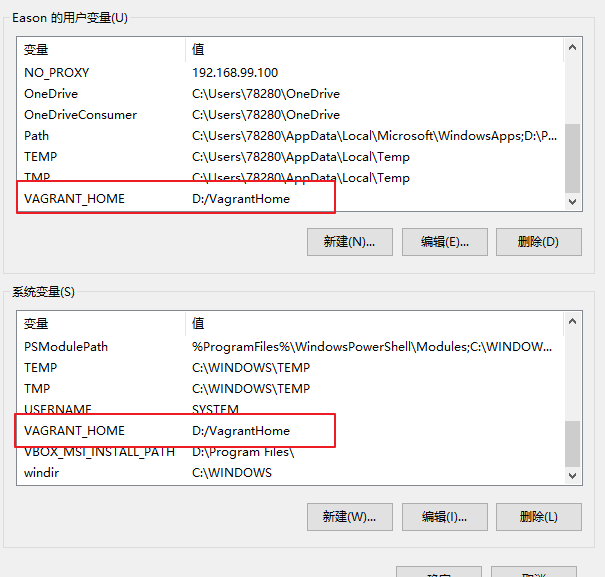 Eason 的用户变量(U)
变量 值
NO_PROXY 192.168.99.100
OneDrive C:\Users\78280\OneDrive
OneDriveConsumer C:\Users\78280\OneDrive
Path C:\Users\78280\AppData\Local\Microsoft\WindowsApps;D:\P...
TEMP C:\Users\78280\AppData\Local\Temp
TMP C:\Users\78280\AppData\Local\Temp
VAGRANT_HOME D:/VagrantHome
新建(N)... 编辑(E)... 删除(D)
系统变量(S)
变量 值
PSModulePath %ProgramFiles%\WindowsPowerShell\Modules;C:\WINDOW...
TEMP C:\WINDOWS\TEMP
TMP C:\WINDOWS\TEMP
USERNAME SYSTEM
VAGRANT_HOME D:/VagrantHome
VBOX_MSI_INSTALL_PATH D:\Program Files\
windir C:\WINDOWS
新建(W)... 编辑(I)... 删除(L)
确定 取消